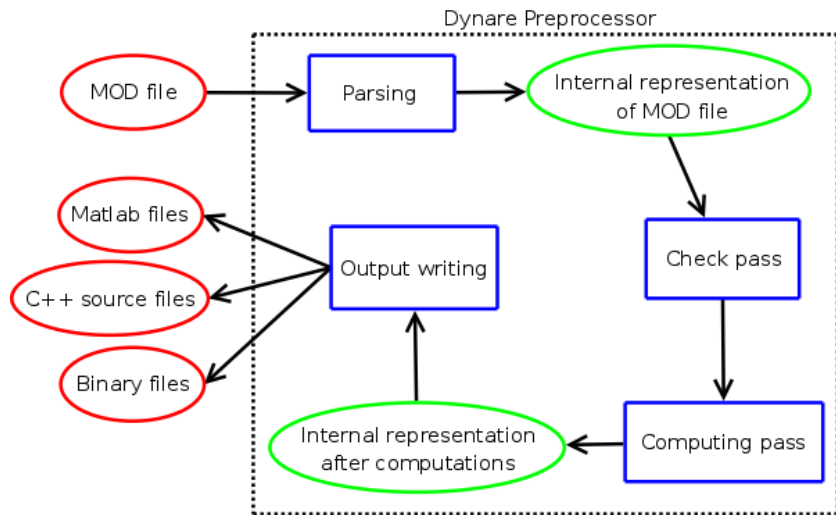 Dynare Preprocessor
MOD file
Parsing
Internal representation
of MOD file
Matlab files
C++ source files
Binary files
Output writing
Check pass
Internal representation
after computations
Computing pass